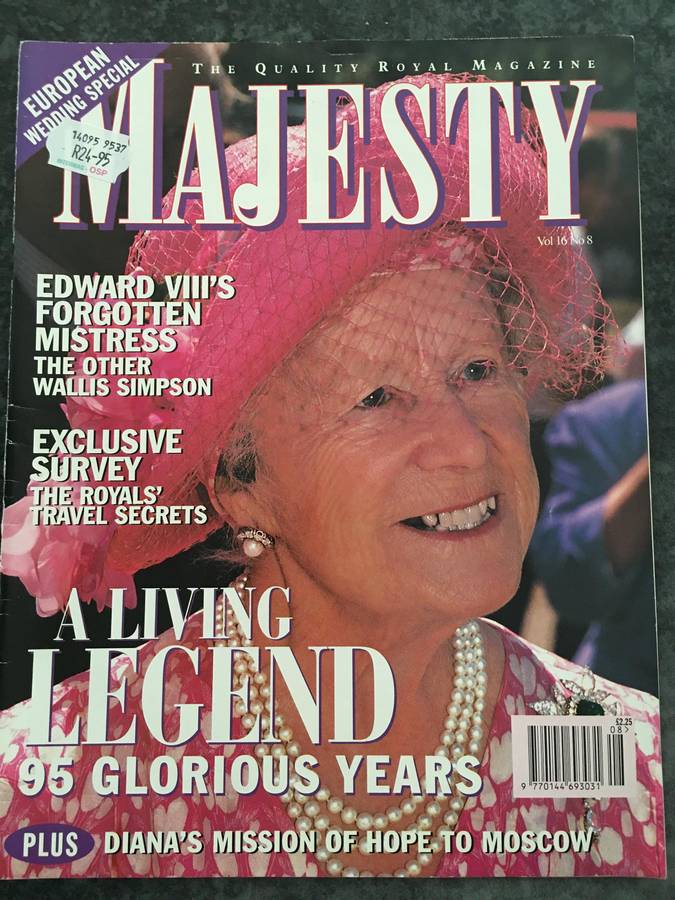 EUROPEAN
WEDDING SPECIAL
THE QUALITY ROYAL MAGAZINE
MAJESTY
14095 9537
R24-95
OSP
Vol 16 No 8
EDWARD VIII'S
FORGOTTEN
MISTRESS
THE OTHER
WALLIS SIMPSON
EXCLUSIVE
SURVEY
THE ROYALS'
TRAVEL SECRETS
A LIVING
LEGEND
95 GLORIOUS YEARS
£2.25
08>
9 770144 693031
PLUS DIANA'S MISSION OF HOPE TO MOSCOW